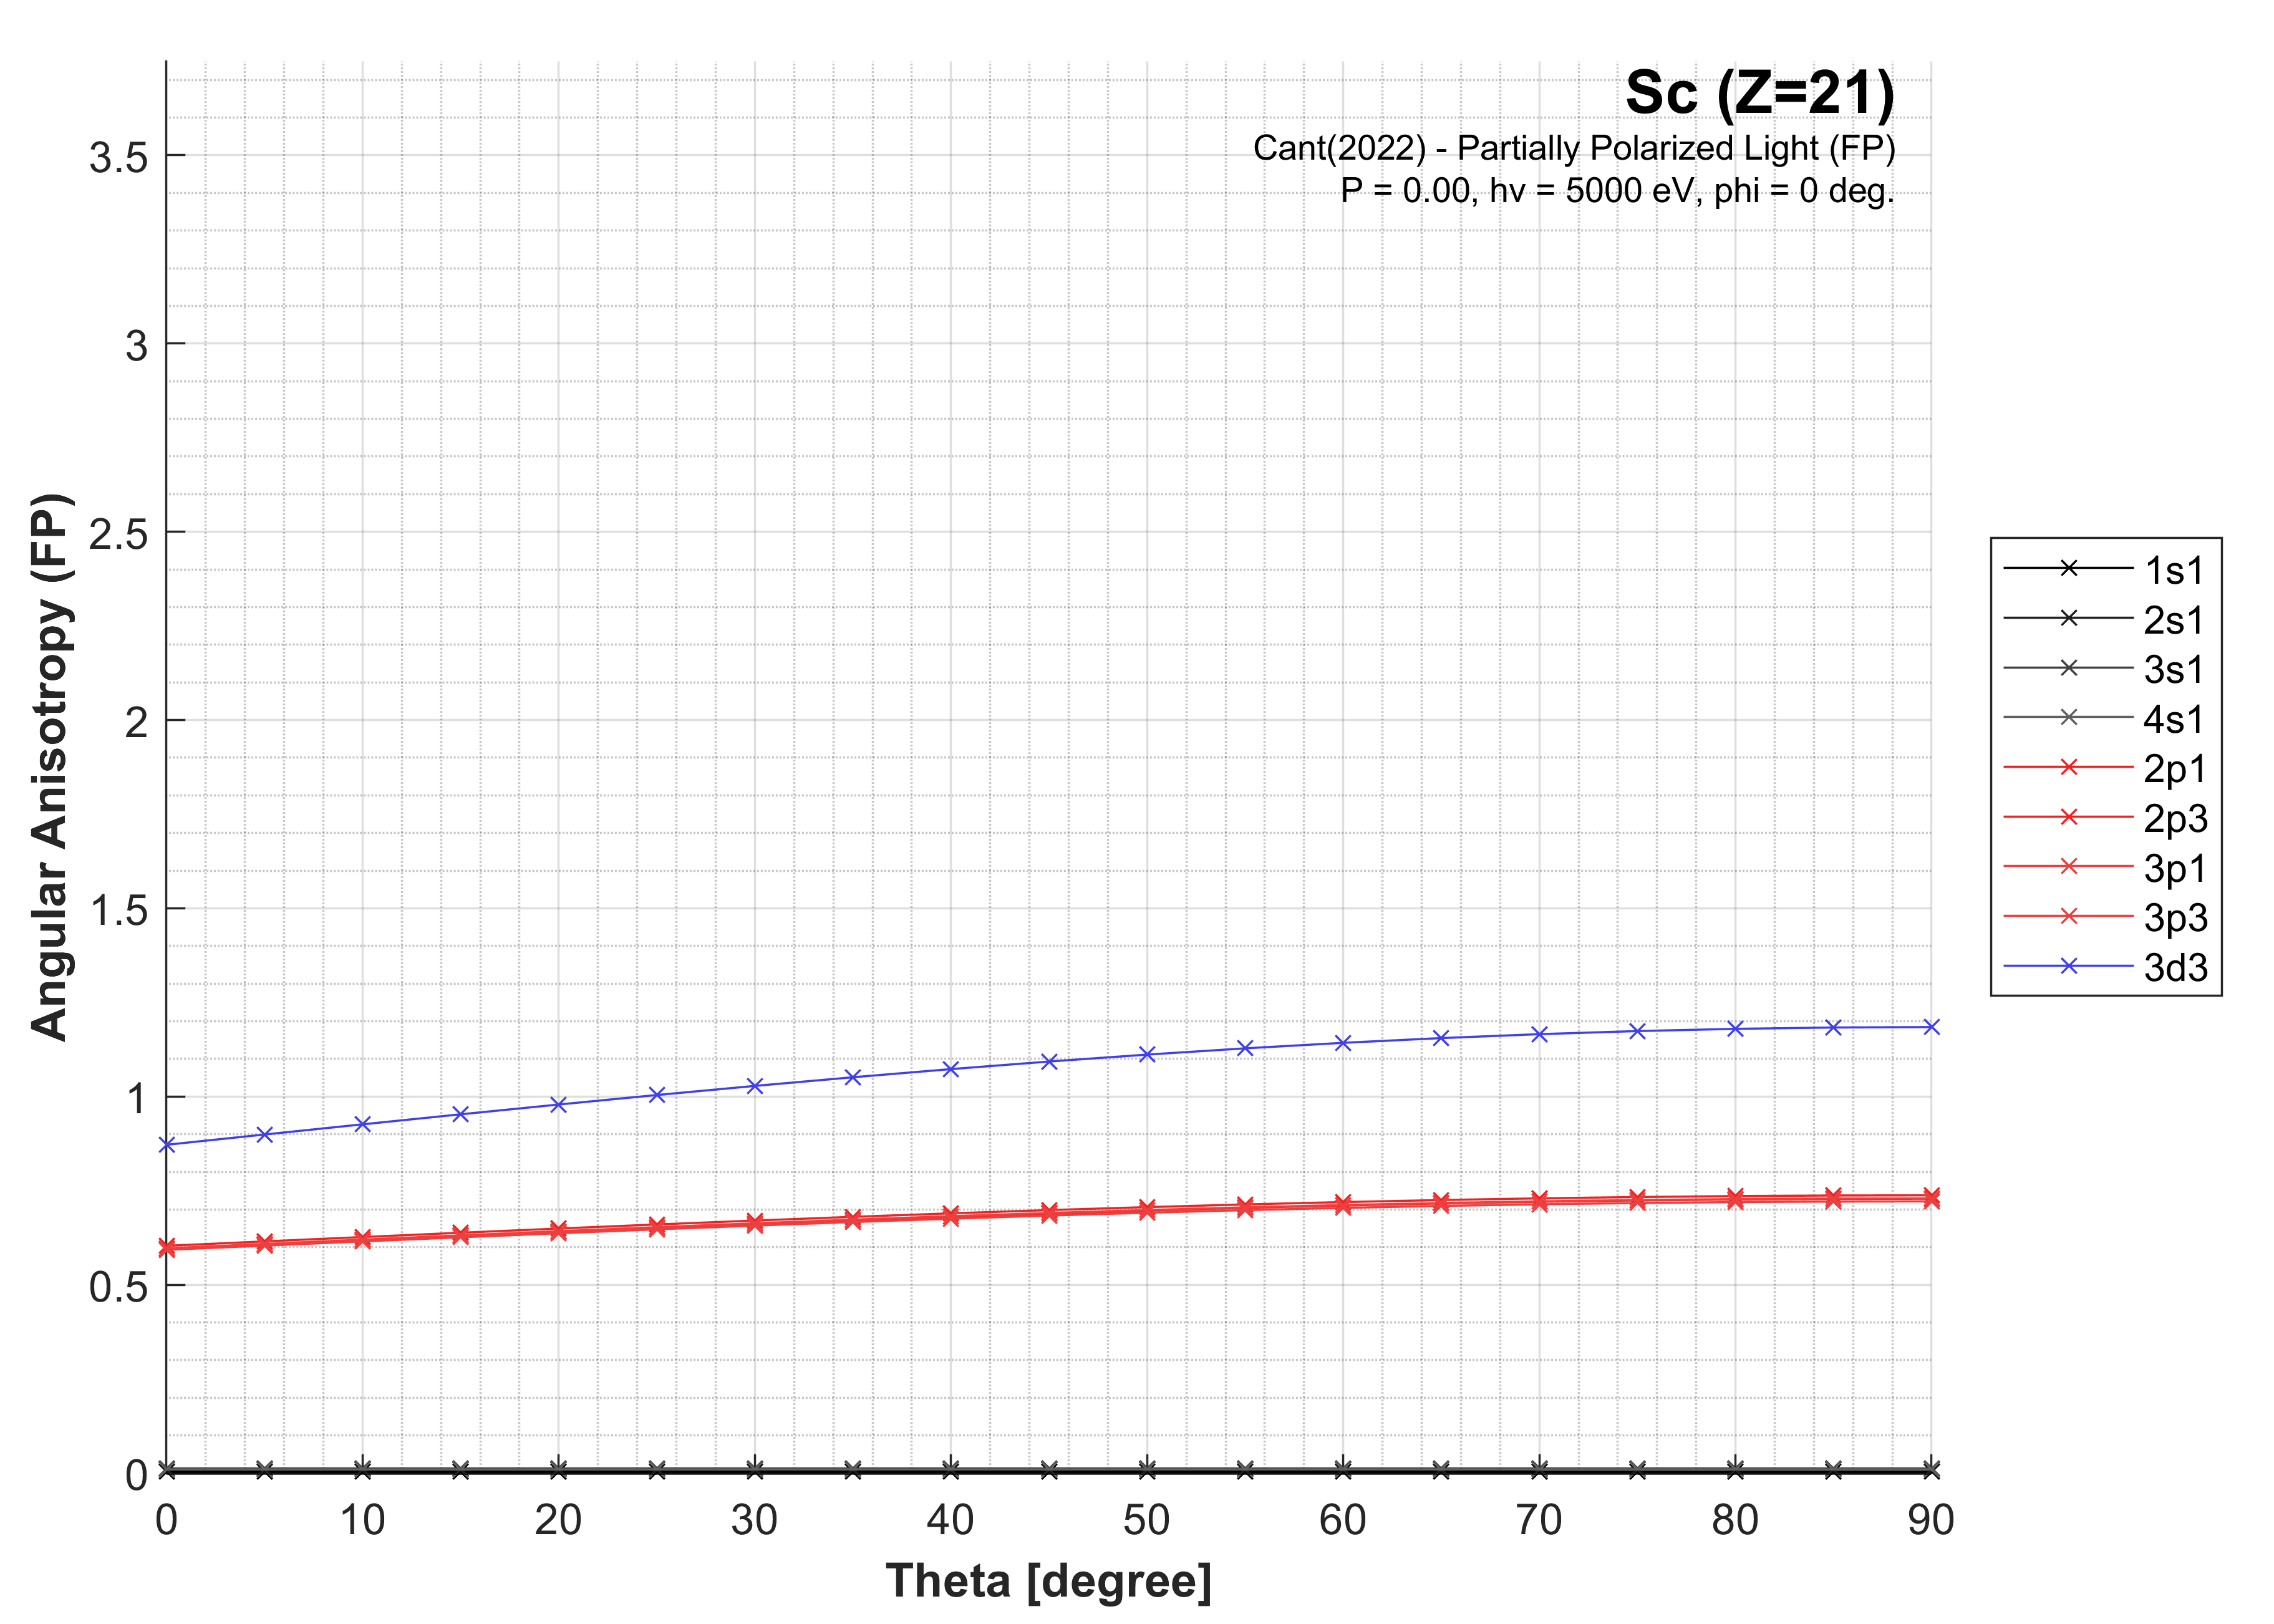 Sc (Z=21)
Cant(2022) - Partially Polarized Light (FP)
P = 0.00, hv = 5000 eV, phi = 0 deg.
Angular Anisotropy (FP)
3.5
3
2.5
2
1.5
1
0.5
0
0 10 20 30 40 50 60 70 80 90
Theta [degree]
1s1
2s1
3s1
4s1
2p1
2p3
3p1
3p3
3d3